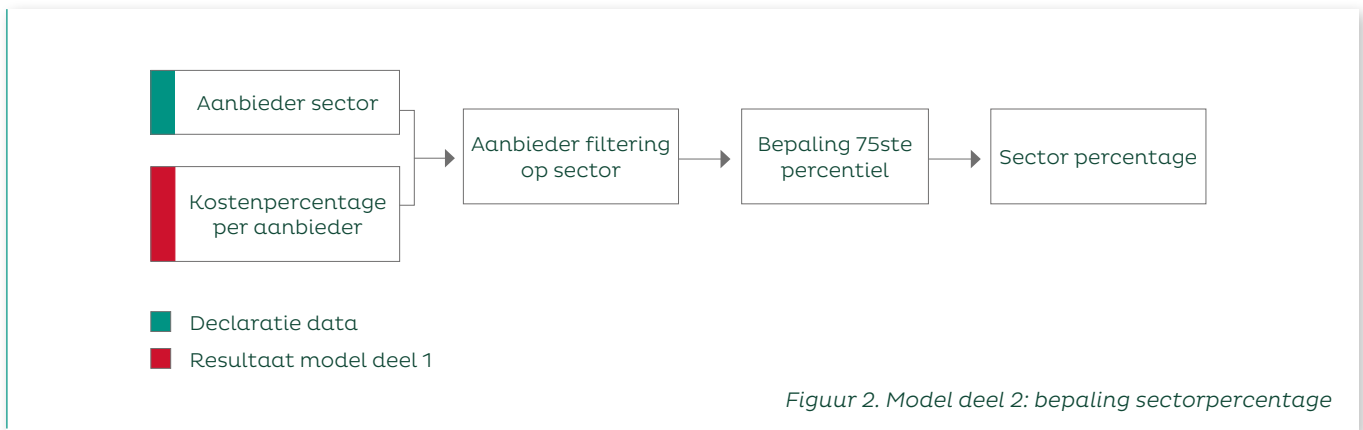 Aanbieder sector
Kostenpercentage
per aanbieder
Aanbieder filtering
op sector
Bepaling 75ste
percentiel
Sector percentage
Declaratie data
Resultaat model deel 1
Figuur 2. Model deel 2: bepaling sectorpercentage